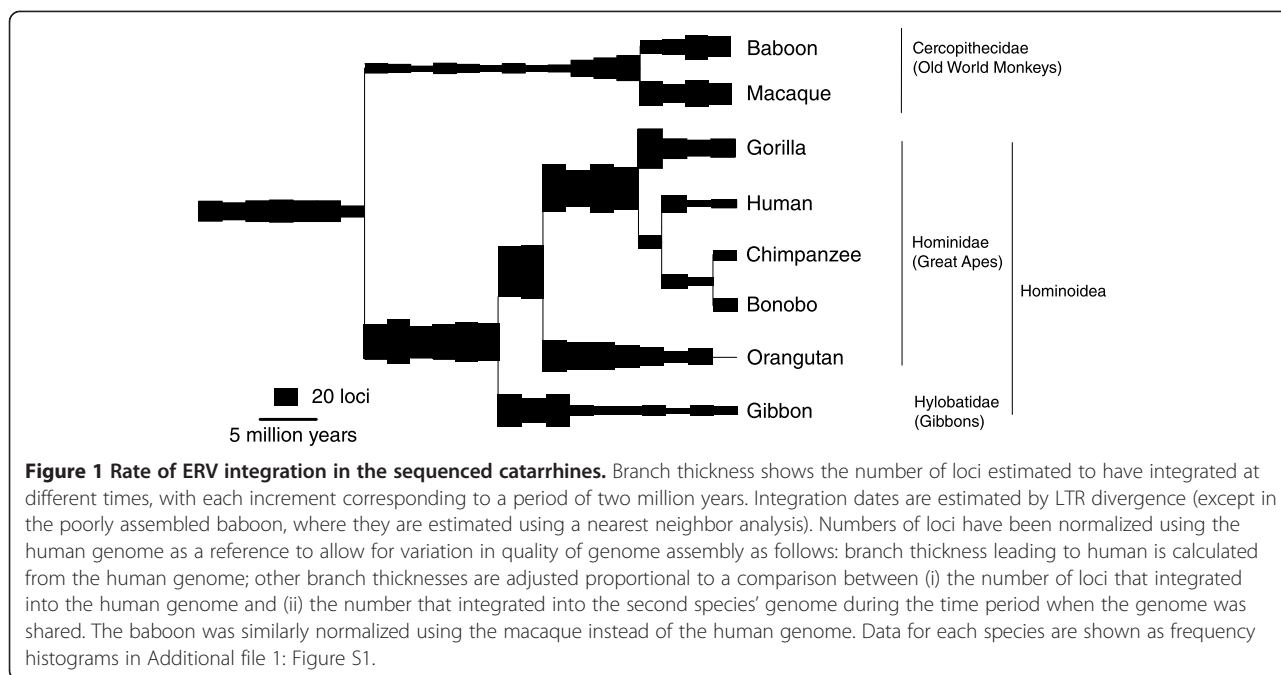 Baboon
Macaque
Cercopithecidae
(Old World Monkeys)
Gorilla
Human
Chimpanzee
Bonobo
Orangutan
Hominidae
(Great Apes)
Hominoidea
Gibbon
Hylobatidae
(Gibbons)
20 loci
5 million years
Figure 1 Rate of ERV integration in the sequenced catarrhines. Branch thickness shows the number of loci estimated to have integrated at
different times, with each increment corresponding to a period of two million years. Integration dates are estimated by LTR divergence (except in
the poorly assembled baboon, where they are estimated using a nearest neighbor analysis). Numbers of loci have been normalized using the
human genome as a reference to allow for variation in quality of genome assembly as follows: branch thickness leading to human is calculated
from the human genome; other branch thicknesses are adjusted proportional to a comparison between (i) the number of loci that integrated
into the human genome and (ii) the number that integrated into the second species' genome during the time period when the genome was
shared. The baboon was similarly normalized using the macaque instead of the human genome. Data for each species are shown as frequency
histograms in Additional file 1: Figure S1.